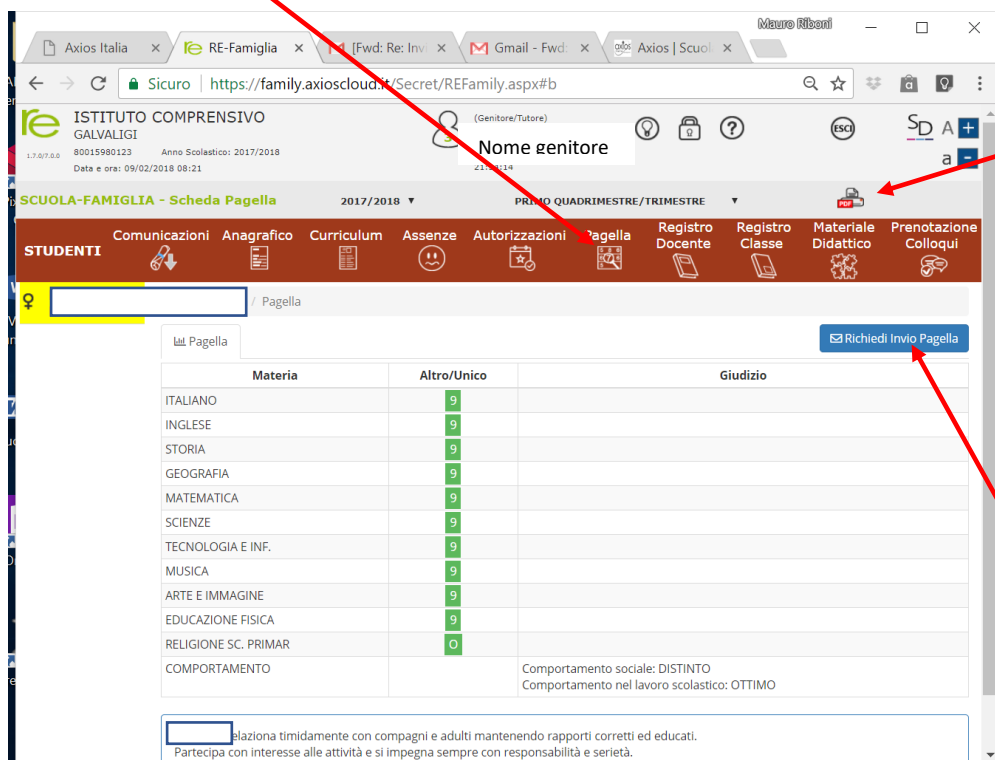 Mauro Riboni
Axios Italia
RE-Famiglia
[Fwd: Re: Inv
Gmail - Fwd:
Axios | Scuol
Sicuro | https://family.axioscloud.it/Secret/REFamily.aspx#b
re
1.7.0/7.0.0
ISTITUTO COMPRENSIVO
GALVALIGI
80015980123 Anno Scolastico: 2017/2018
Data e ora: 09/02/2018 08:21
(Genitore/Tutore)
Nome genitore
ESCI
SD A +
a -
SCUOLA-FAMIGLIA - Scheda Pagella 2017/2018 ▼ PRIMO QUADRIMESTRE/TRIMESTRE ▼ PDF
STUDENTI
Comunicazioni
Anagrafico
Curriculum
Assenze
Autorizzazioni
Pagella
Registro Docente
Registro Classe
Materiale Didattico
Prenotazione Colloqui
/ Pagella
Pagella
Richiedi Invio Pagella
Materia Altro/Unico Giudizio
ITALIANO 9
INGLESE 9
STORIA 9
GEOGRAFIA 9
MATEMATICA 9
SCIENZE 9
TECNOLOGIA E INF. 9
MUSICA 9
ARTE E IMMAGINE 9
EDUCAZIONE FISICA 9
RELIGIONE SC. PRIMAR O
COMPORTAMENTO Comportamento sociale: DISTINTO
Comportamento nel lavoro scolastico: OTTIMO
elaziona timidamente con compagni e adulti mantenendo rapporti corretti ed educati.
Partecipa con interesse alle attività e si impegna sempre con responsabilità e serietà.